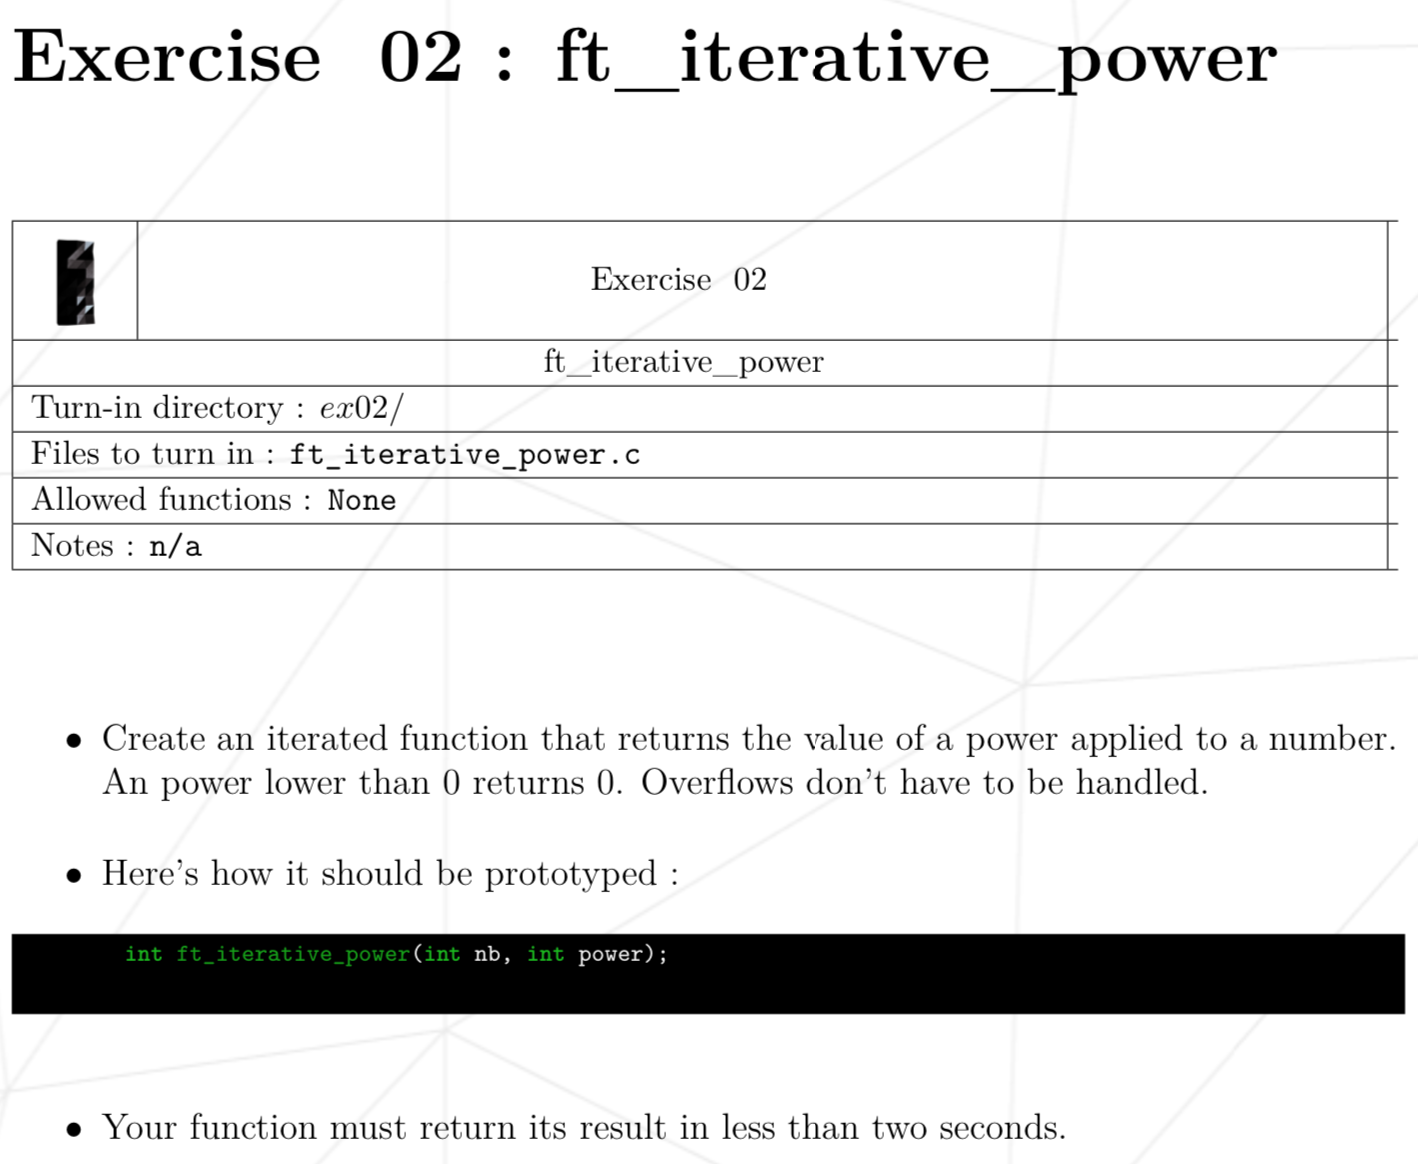 Exercise 02 : ft_iterative_power
Exercise 02
ft_iterative_power
Turn-in directory : ex02/
Files to turn in : ft_iterative_power.c
Allowed functions : None
Notes : n/a
• Create an iterated function that returns the value of a power applied to a number.
An power lower than 0 returns 0. Overflows don't have to be handled.
• Here's how it should be prototyped :
int ft_iterative_power(int nb, int power);
• Your function must return its result in less than two seconds.